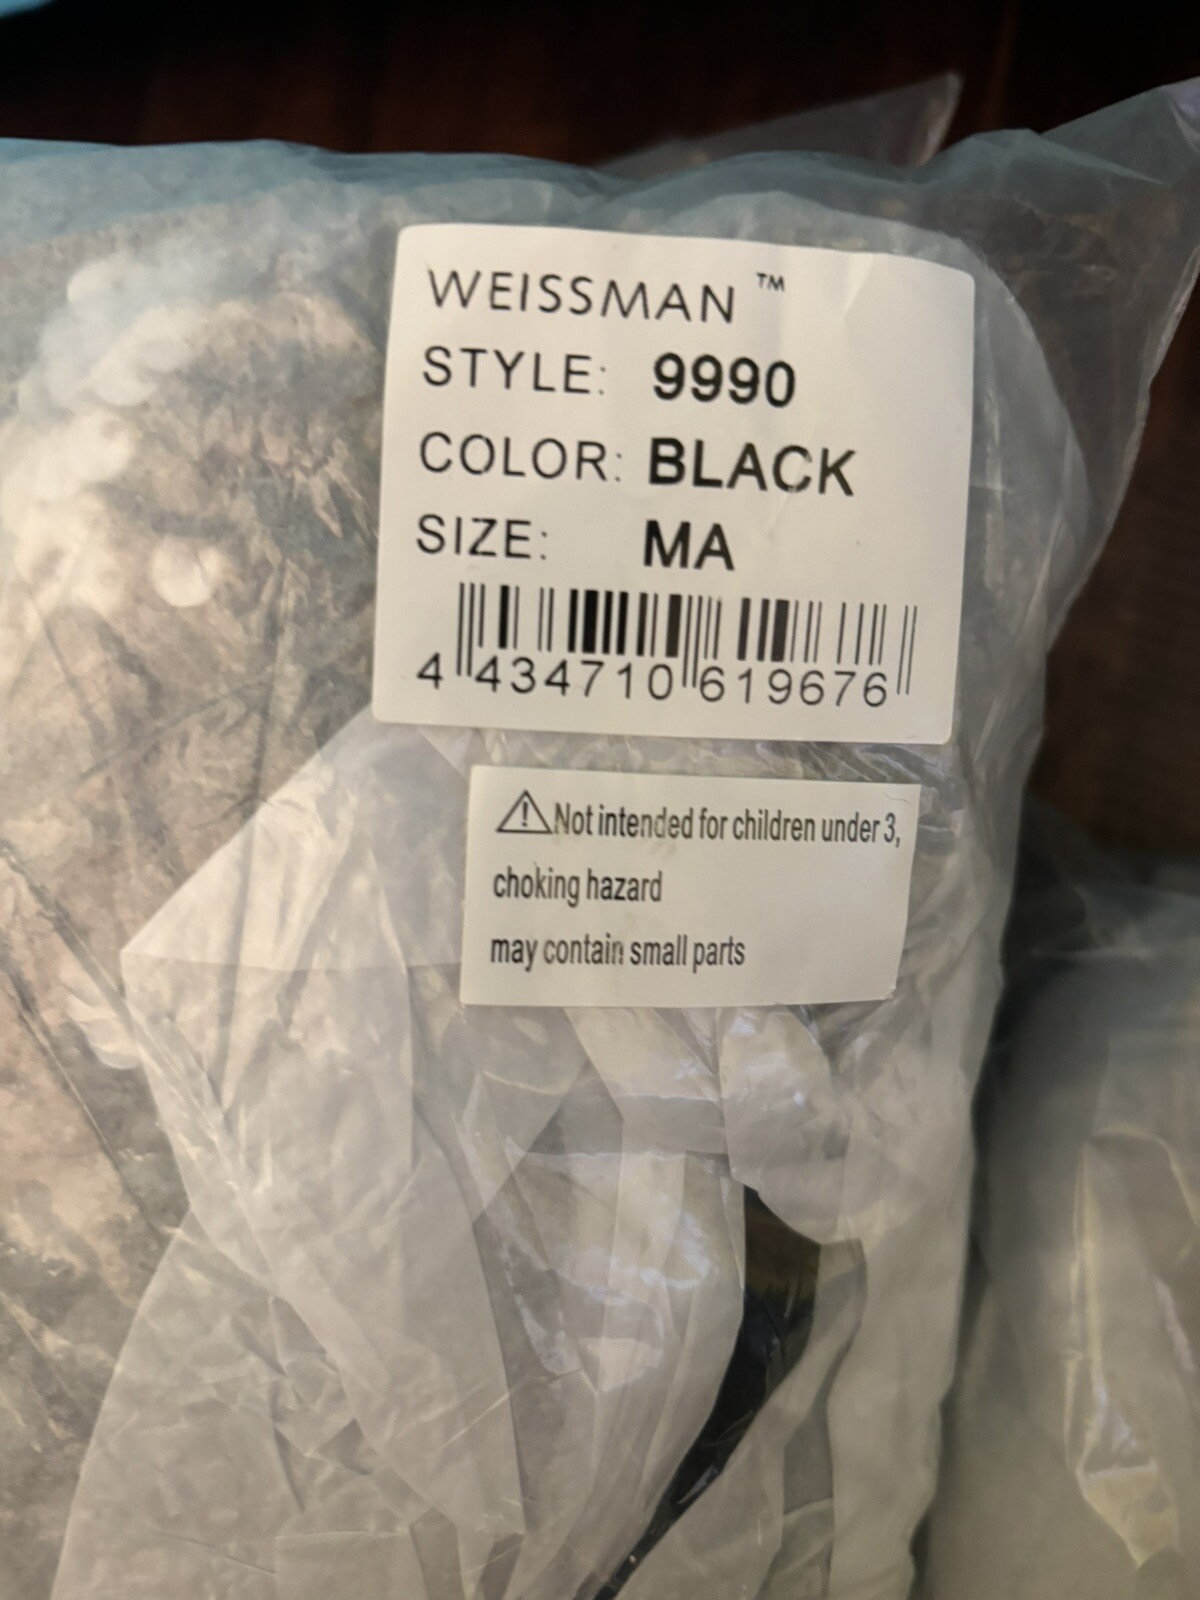 WEISSMAN ™
STYLE: 9990
COLOR: BLACK
SIZE: MA
4 434710 619676
⚠Not intended for children under 3,
choking hazard
may contain small parts